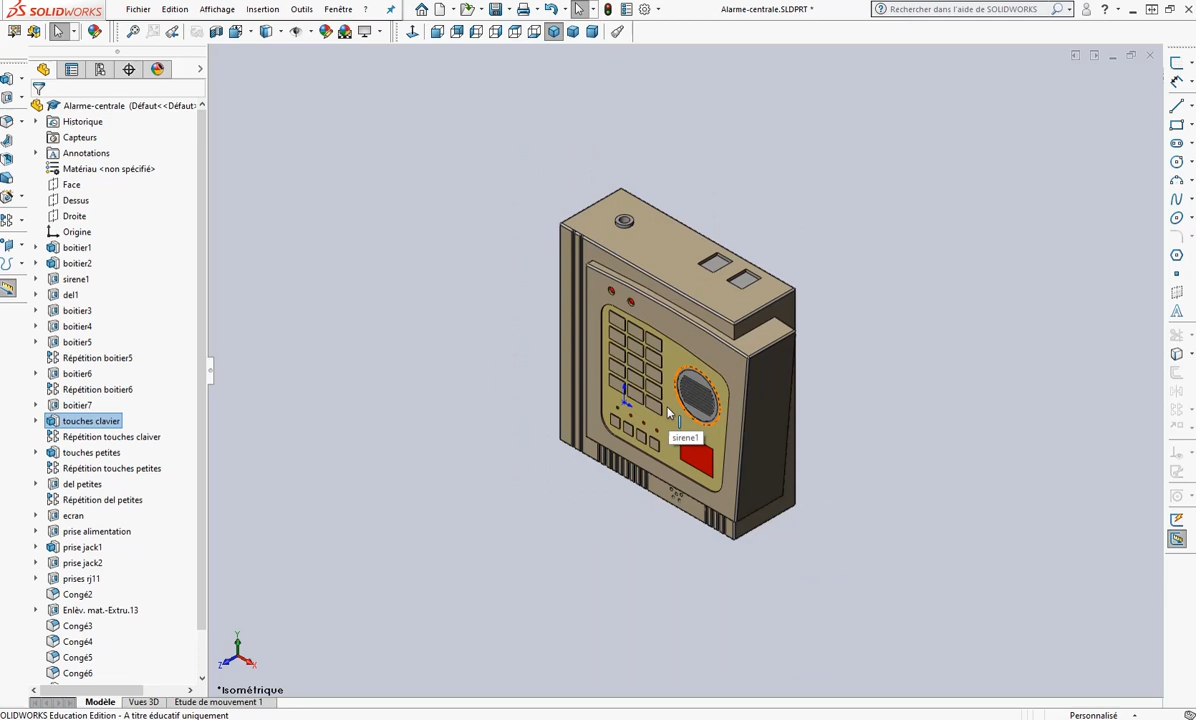 SOLIDWORKS
Fichier Edition Affichage Insertion Outils Fenêtre
Alarme-centrale.SLDPRT *
Rechercher dans l'aide de SOLIDWORKS
Alarme-centrale (Défaut<<Défaut>
Historique
Capteurs
Annotations
Matériau <non spécifié>
Face
Dessus
Droite
Origine
boitier1
boitier2
sirene1
del1
boitier3
boitier4
boitier5
Répétition boitier5
boitier6
Répétition boitier6
boitier7
touches clavier
Répétition touches claiver
touches petites
Répétition touches petites
del petites
Répétition del petites
ecran
prise alimentation
prise jack1
prise jack2
prises rj11
Congé2
Enlèv. mat.-Extru.13
Congé3
Congé4
Congé5
Congé6
sirene1
Y
Z
X
*Isométrique
Modèle Vues 3D Etude de mouvement 1
SOLIDWORKS Education Edition - A titre éducatif uniquement
Personnalisé